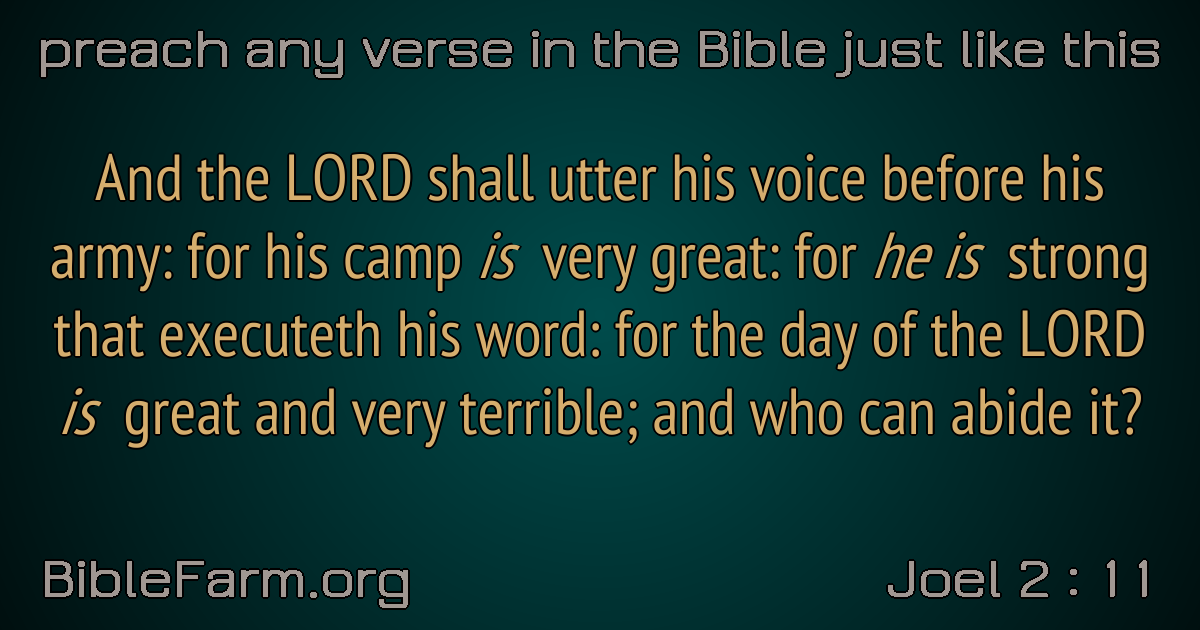 preach any verse in the Bible just like this
And the LORD shall utter his voice before his
army: for his camp is very great: for he is strong
that executeth his word: for the day of the LORD
is great and very terrible; and who can abide it?
BibleFarm.org
Joel 2 : 11